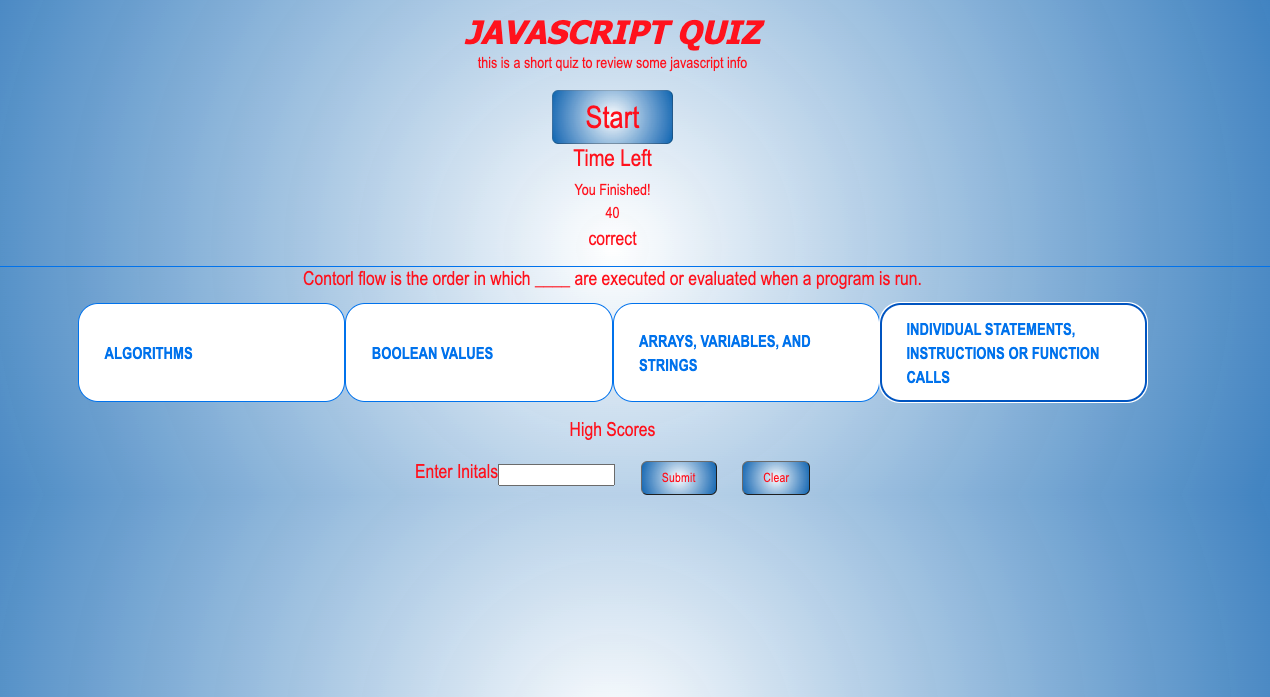 JAVASCRIPT QUIZ
this is a short quiz to review some javascript info
Start
Time Left
You Finished!
40
correct
Contorl flow is the order in which ____ are executed or evaluated when a program is run.
ALGORITHMS
BOOLEAN VALUES
ARRAYS, VARIABLES, AND
STRINGS
INDIVIDUAL STATEMENTS,
INSTRUCTIONS OR FUNCTION
CALLS
High Scores
Enter Initals
Submit
Clear